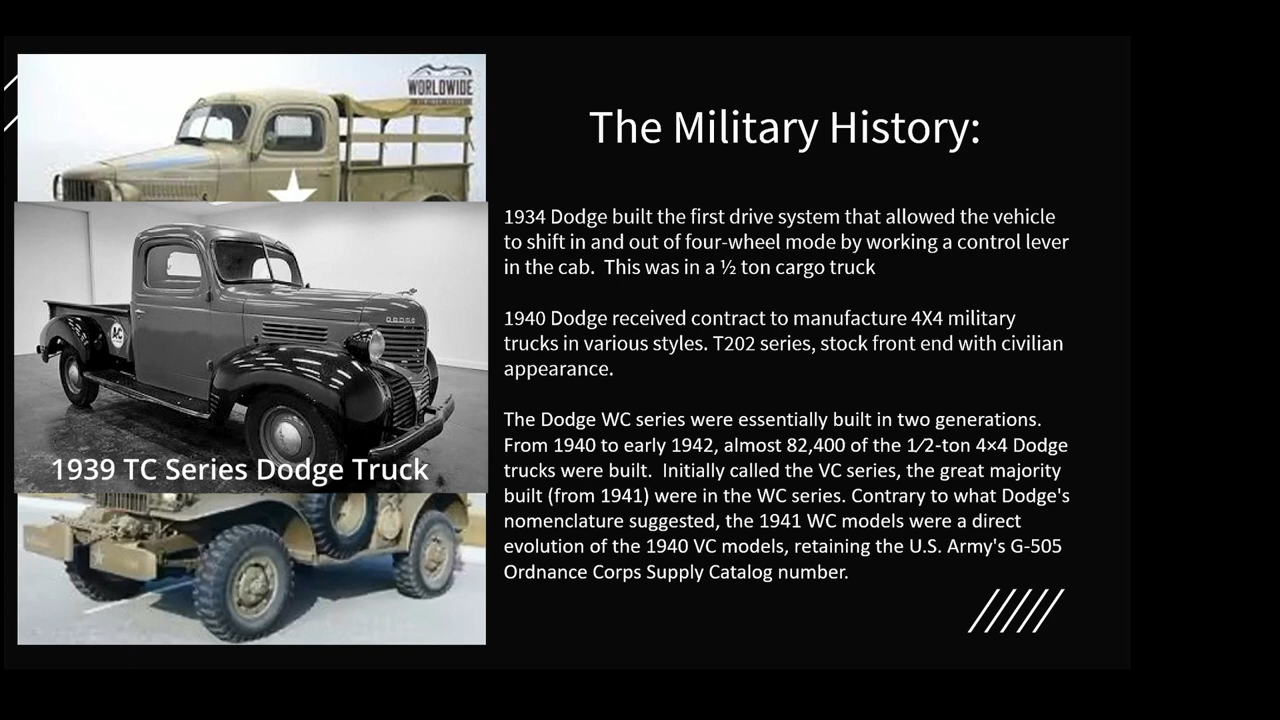 WORLDWIDE
The Military History:
1934 Dodge built the first drive system that allowed the vehicle
to shift in and out of four-wheel mode by working a control lever
in the cab.  This was in a ½ ton cargo truck
1940 Dodge received contract to manufacture 4X4 military
trucks in various styles. T202 series, stock front end with civilian
appearance.
The Dodge WC series were essentially built in two generations.
From 1940 to early 1942, almost 82,400 of the 1⁄2-ton 4×4 Dodge
trucks were built.  Initially called the VC series, the great majority
built (from 1941) were in the WC series. Contrary to what Dodge's
nomenclature suggested, the 1941 WC models were a direct
evolution of the 1940 VC models, retaining the U.S. Army's G-505
Ordnance Corps Supply Catalog number.
DODGE
1939 TC Series Dodge Truck